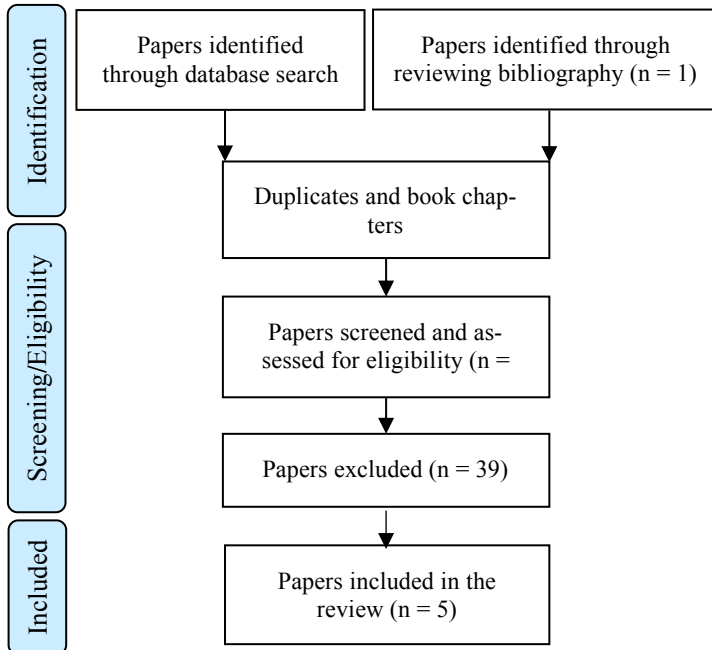 Identification
Papers identified
through database search
Papers identified through
reviewing bibliography (n = 1)
Duplicates and book chap-
ters
Screening/Eligibility
Papers screened and as-
sessed for eligibility (n =
Papers excluded (n = 39)
Included
Papers included in the
review (n = 5)